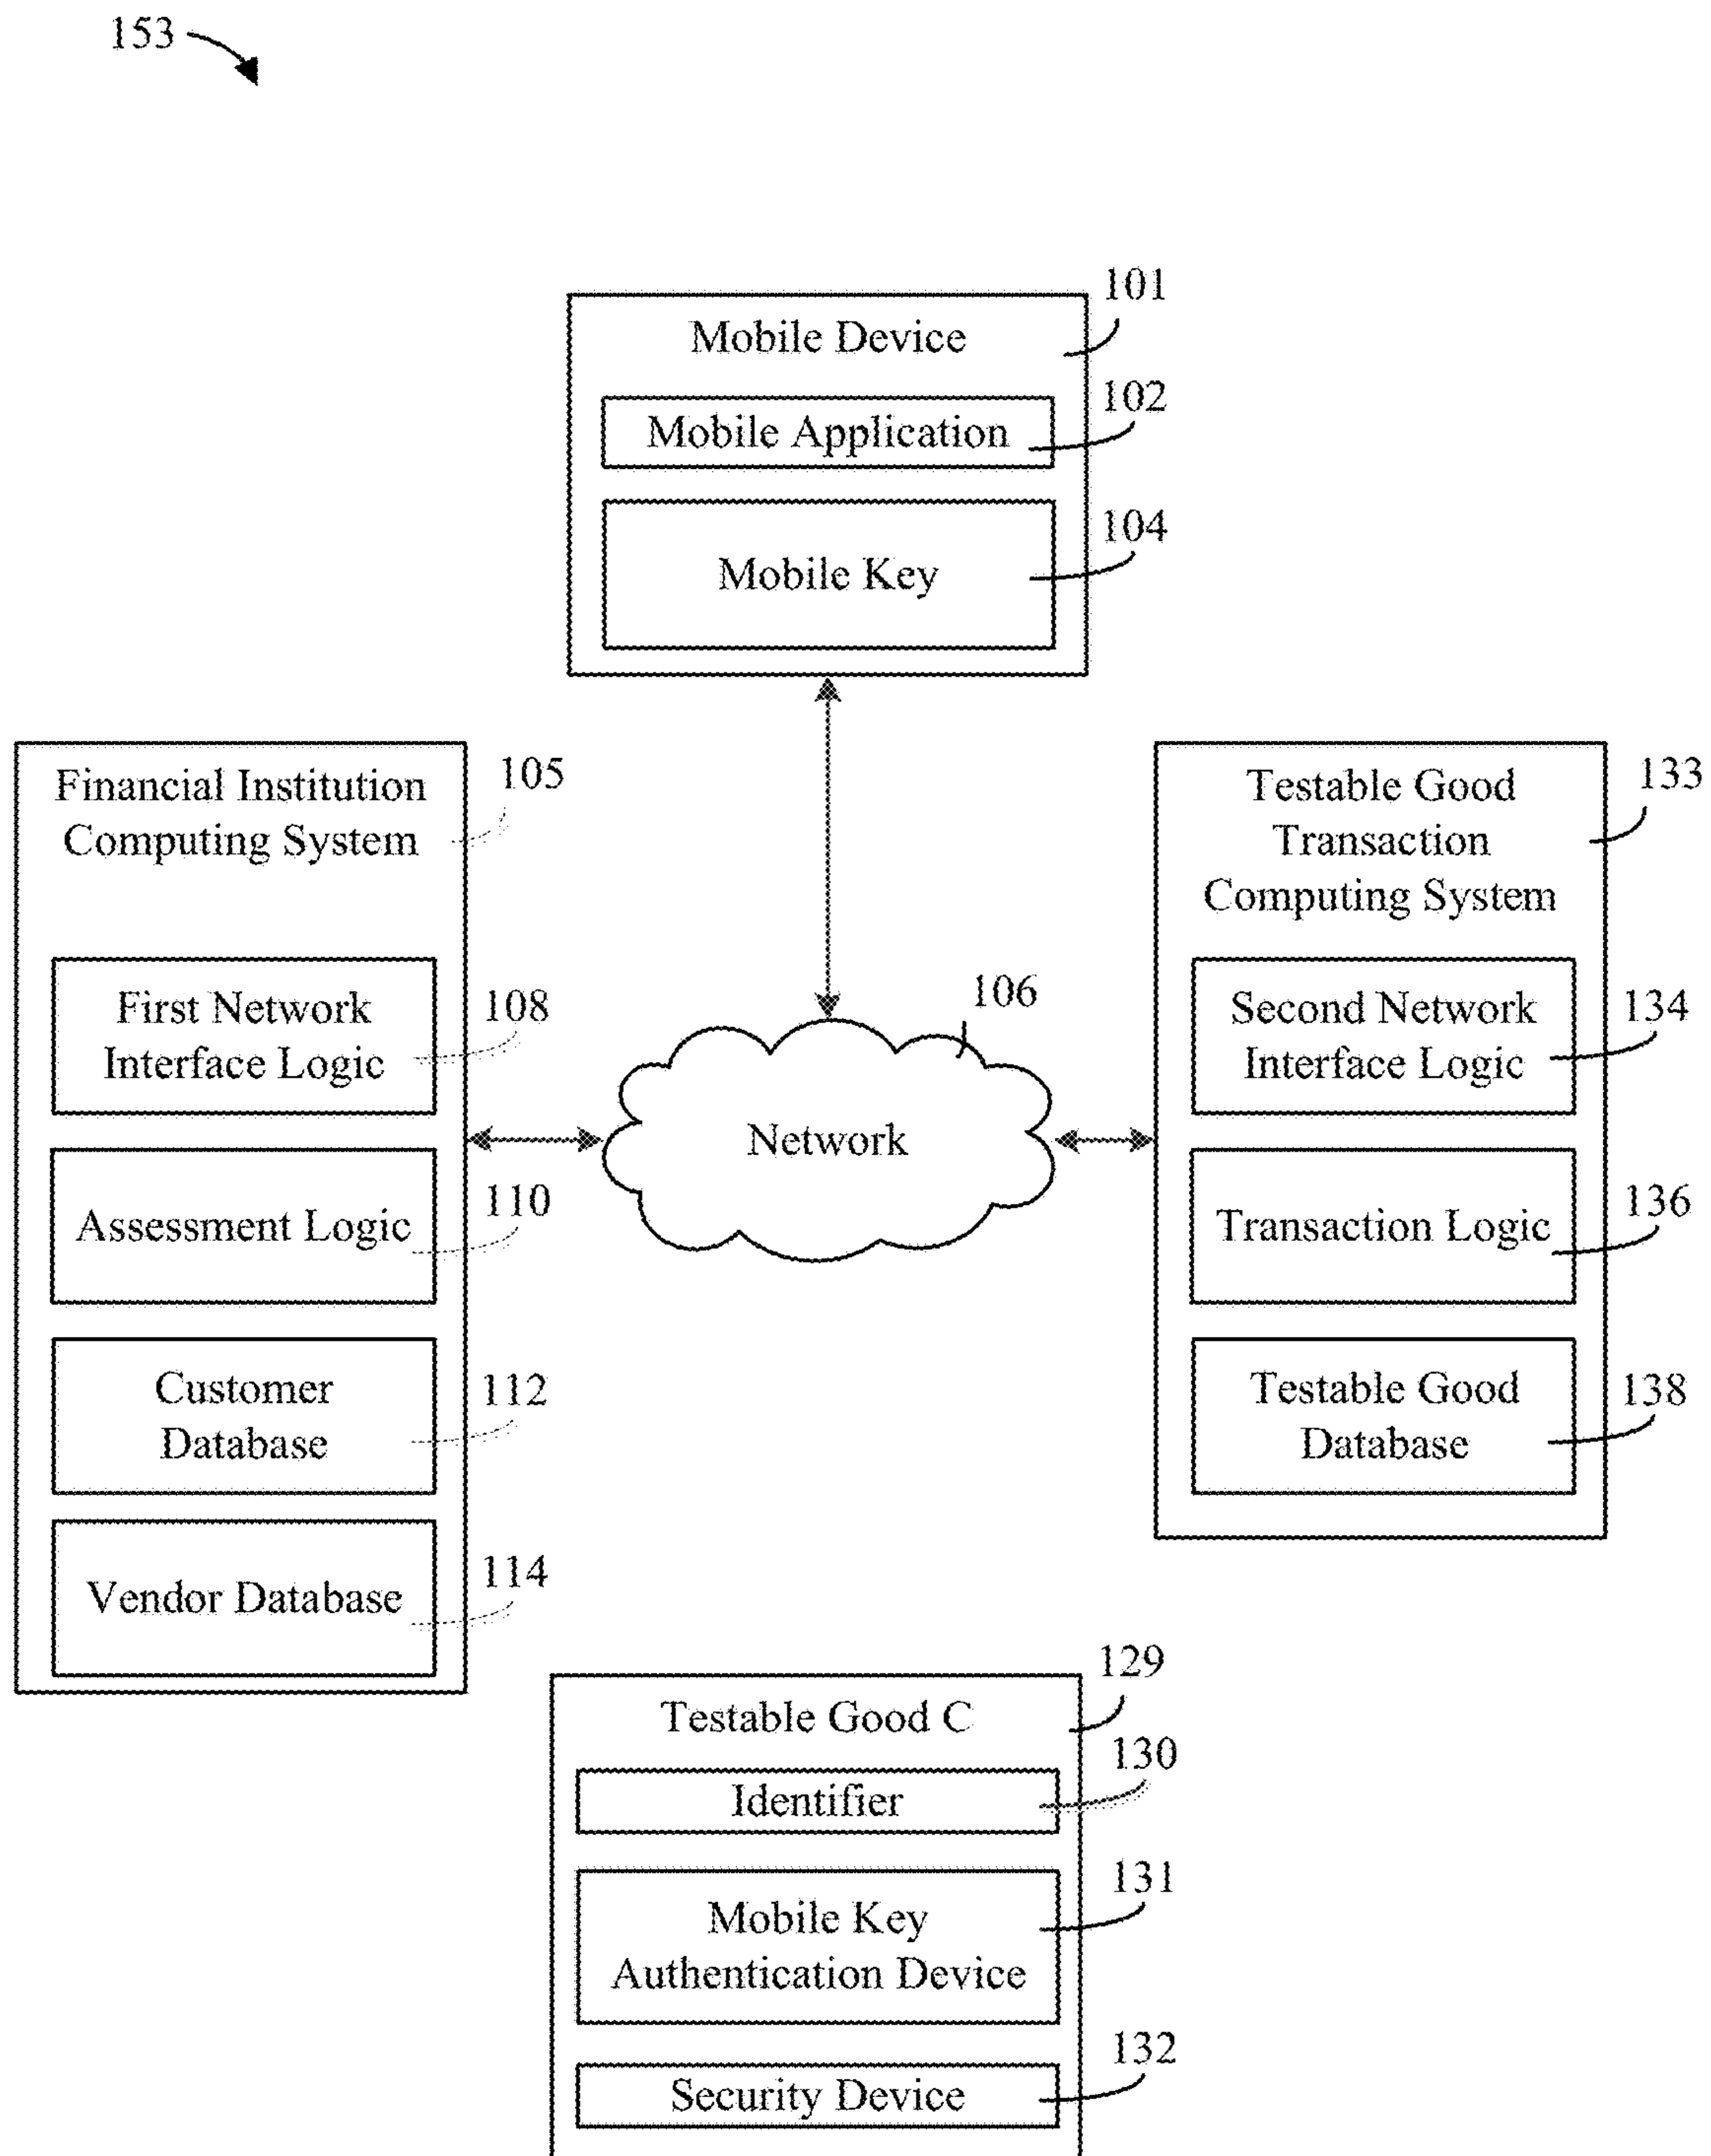 153
101
Mobile Device
102
Mobile Application
104
Mobile Key
Financial Institution
Computing System
105
First Network
Interface Logic
108
Assessment Logic
110
Customer
Database
112
Vendor Database
114
106
Network
Testable Good
Transaction
Computing System
133
Second Network
Interface Logic
134
Transaction Logic
136
Testable Good
Database
138
129
Testable Good C
130
Identifier
131
Mobile Key
Authentication Device
132
Security Device